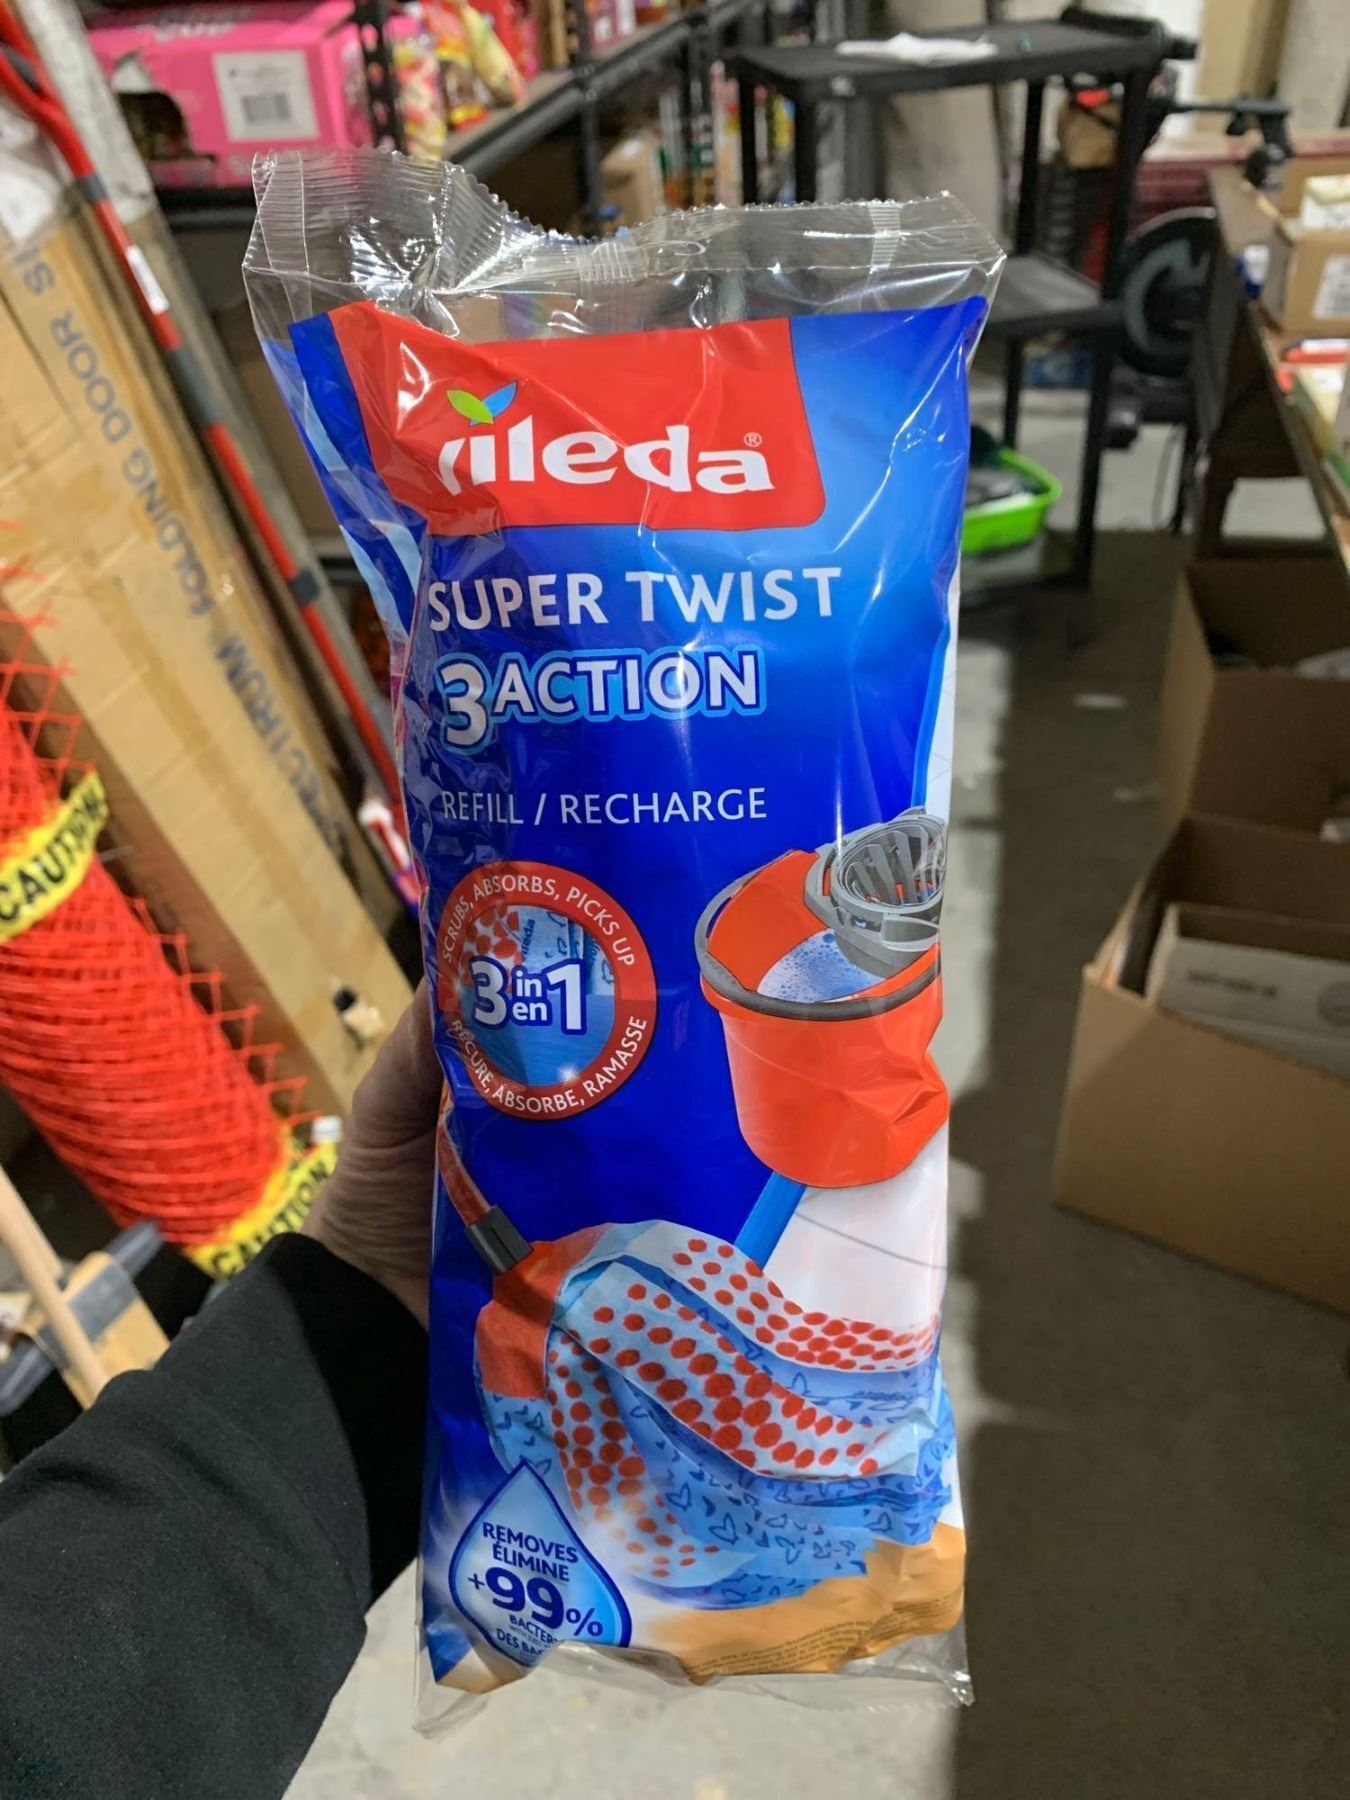 vileda®
SUPER TWIST
3ACTION
REFILL / RECHARGE
SCRUBS, ABSORBS, PICKS UP
3 in en 1
RÉCURE, ABSORBE, RAMASSE
REMOVES
ÉLIMINE
+99%
DES
CAUTION
CAUTION
FOLDING DOOR